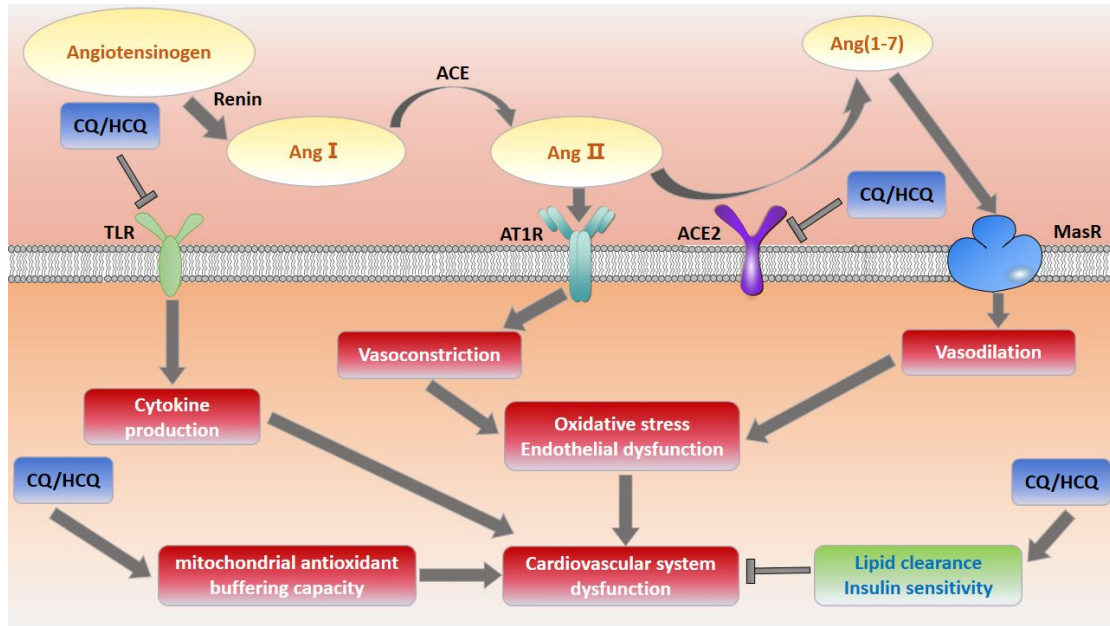 Angiotensinogen
Ang(1-7)
ACE
Renin
CQ/HCQ
Ang I
Ang II
CQ/HCQ
TLR
AT1R
ACE2
MasR
Vasoconstriction
Vasodilation
Cytokine
production
Oxidative stress
Endothelial dysfunction
CQ/HCQ
CQ/HCQ
mitochondrial antioxidant
buffering capacity
Cardiovascular system
dysfunction
Lipid clearance
Insulin sensitivity